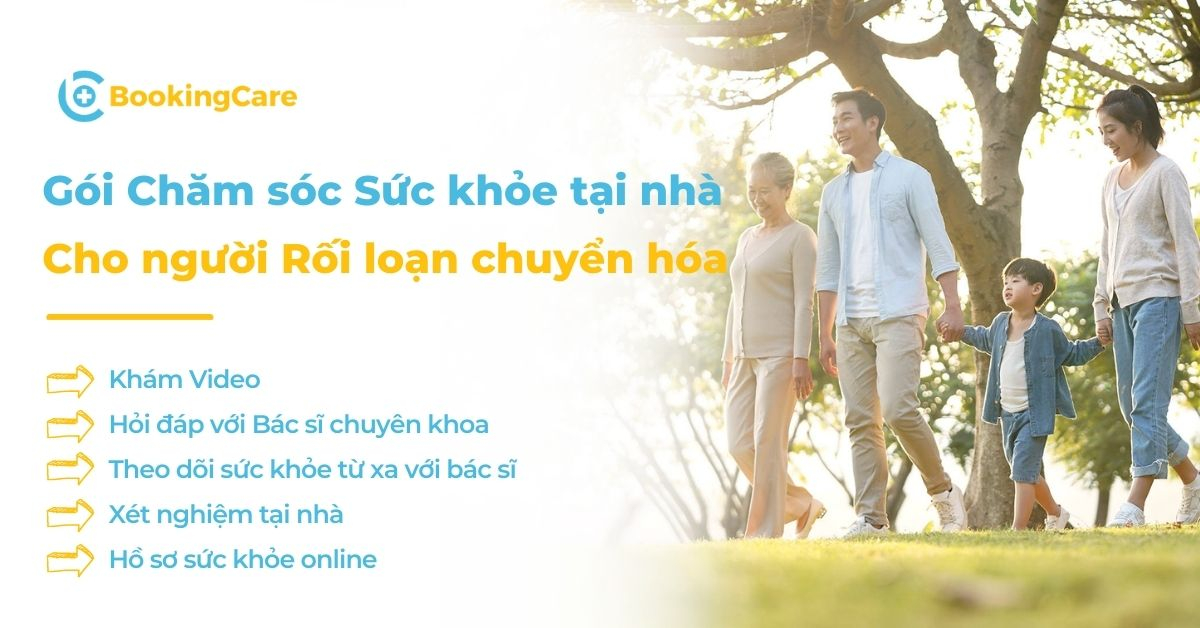 BookingCare
Gói Chăm sóc Sức khỏe tại nhà
Cho người Rối loạn chuyển hóa
Khám Video
Hỏi đáp với Bác sĩ chuyên khoa
Theo dõi sức khỏe từ xa với bác sĩ
Xét nghiệm tại nhà
Hồ sơ sức khỏe online